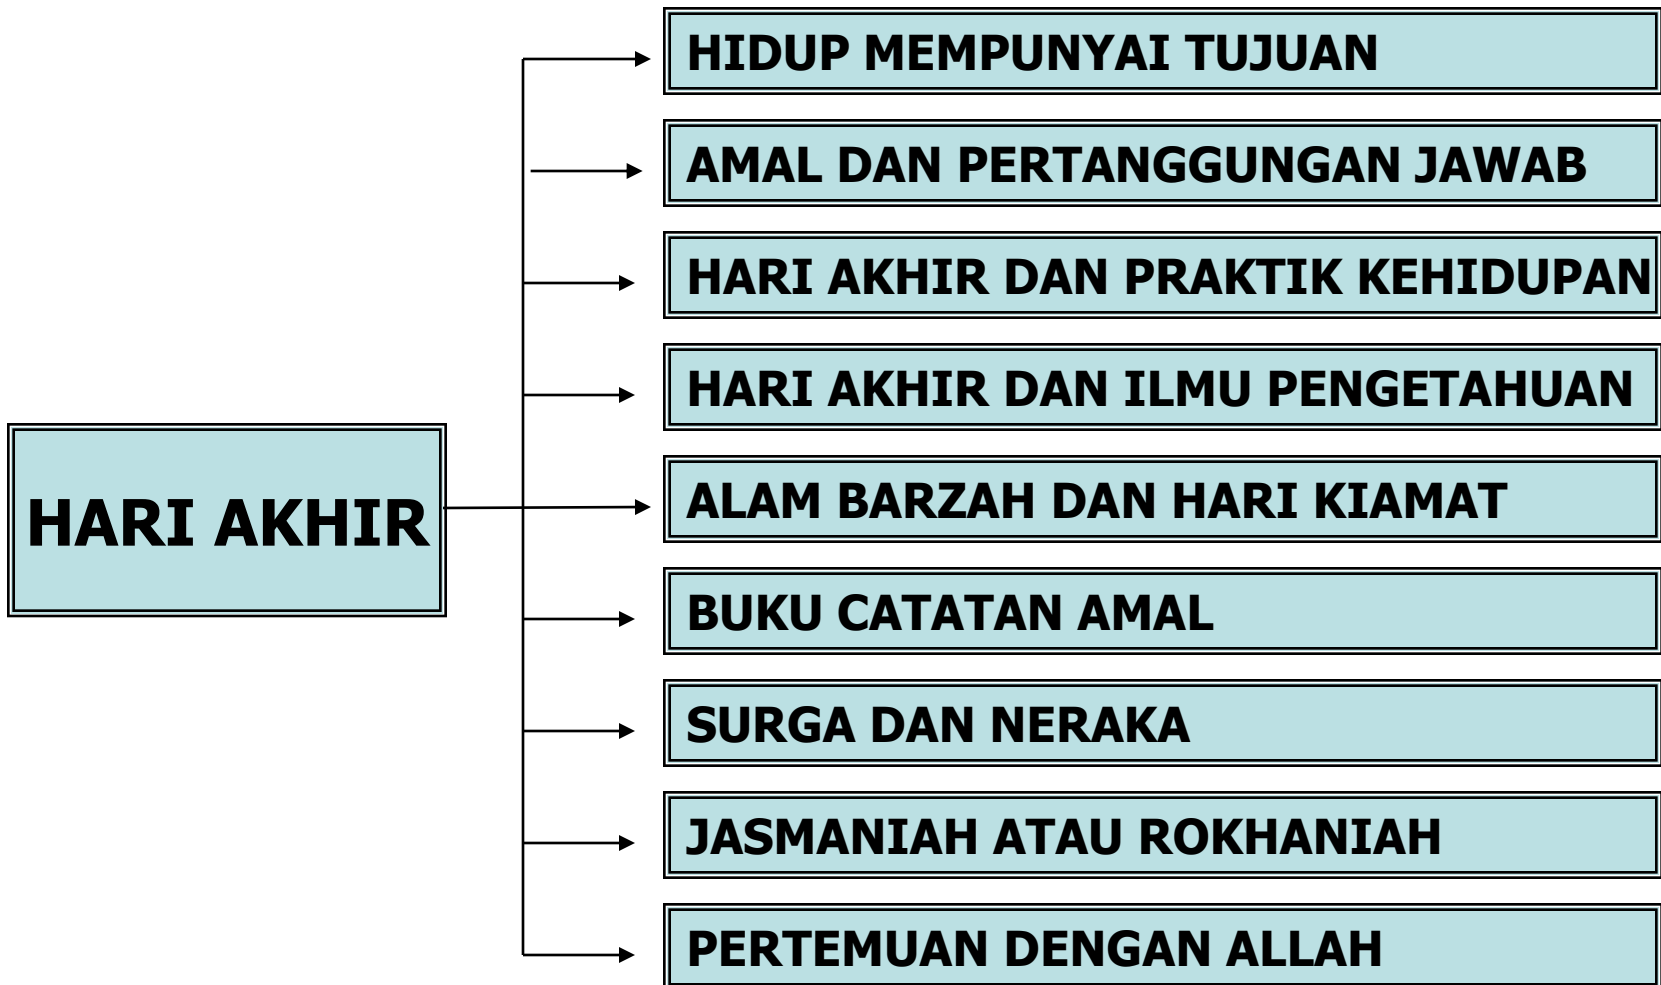 HIDUP MEMPUNYAI TUJUAN
AMAL DAN PERTANGGUNGAN JAWAB
HARI AKHIR DAN PRAKTIK KEHIDUPAN
HARI AKHIR DAN ILMU PENGETAHUAN
HARI AKHIR
ALAM BARZAH DAN HARI KIAMAT
BUKU CATATAN AMAL
SURGA DAN NERAKA
JASMANIAH ATAU ROKHANIAH
PERTEMUAN DENGAN ALLAH